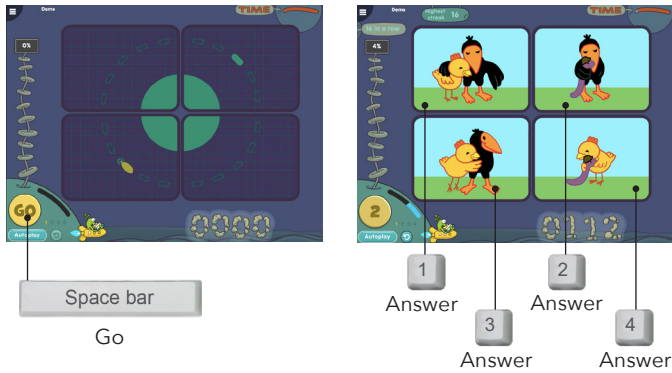 Demo
TIME
0%
GO
Autoplay
0000
Space bar
Go
Demo
Highest
streak 16
TIME
16 in a row
4%
2
Autoplay
0112
1
Answer
2
Answer
3
Answer
4
Answer